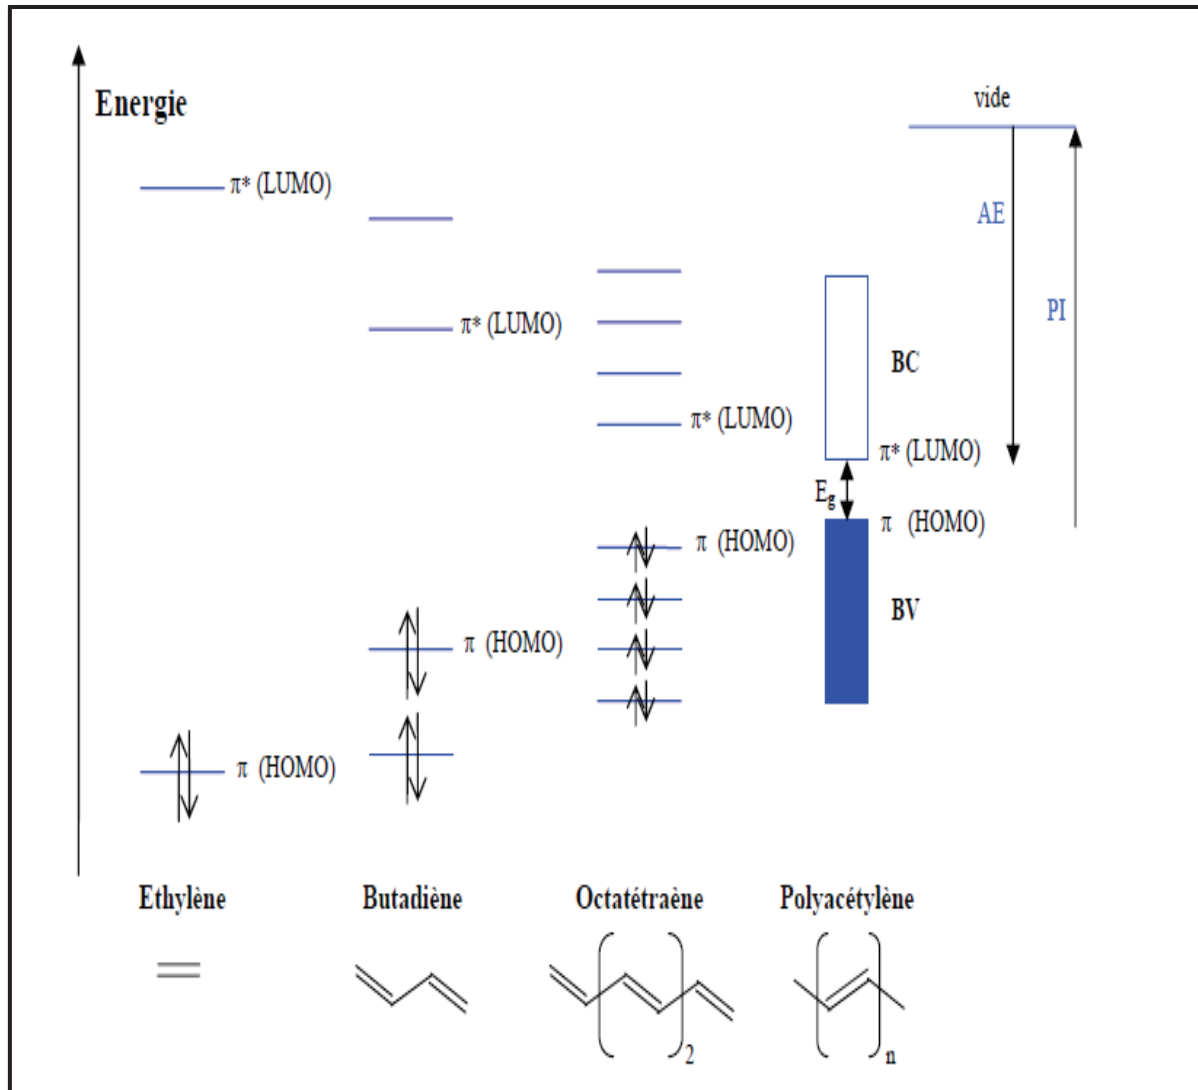 Energie
vide
π* (LUMO)
AE
PI
π* (LUMO)
BC
π* (LUMO)
π* (LUMO)
Eg
π (HOMO)
π (HOMO)
BV
π (HOMO)
π (HOMO)
Ethylène Butadiène Octatétraène Polyacétylène
2 n